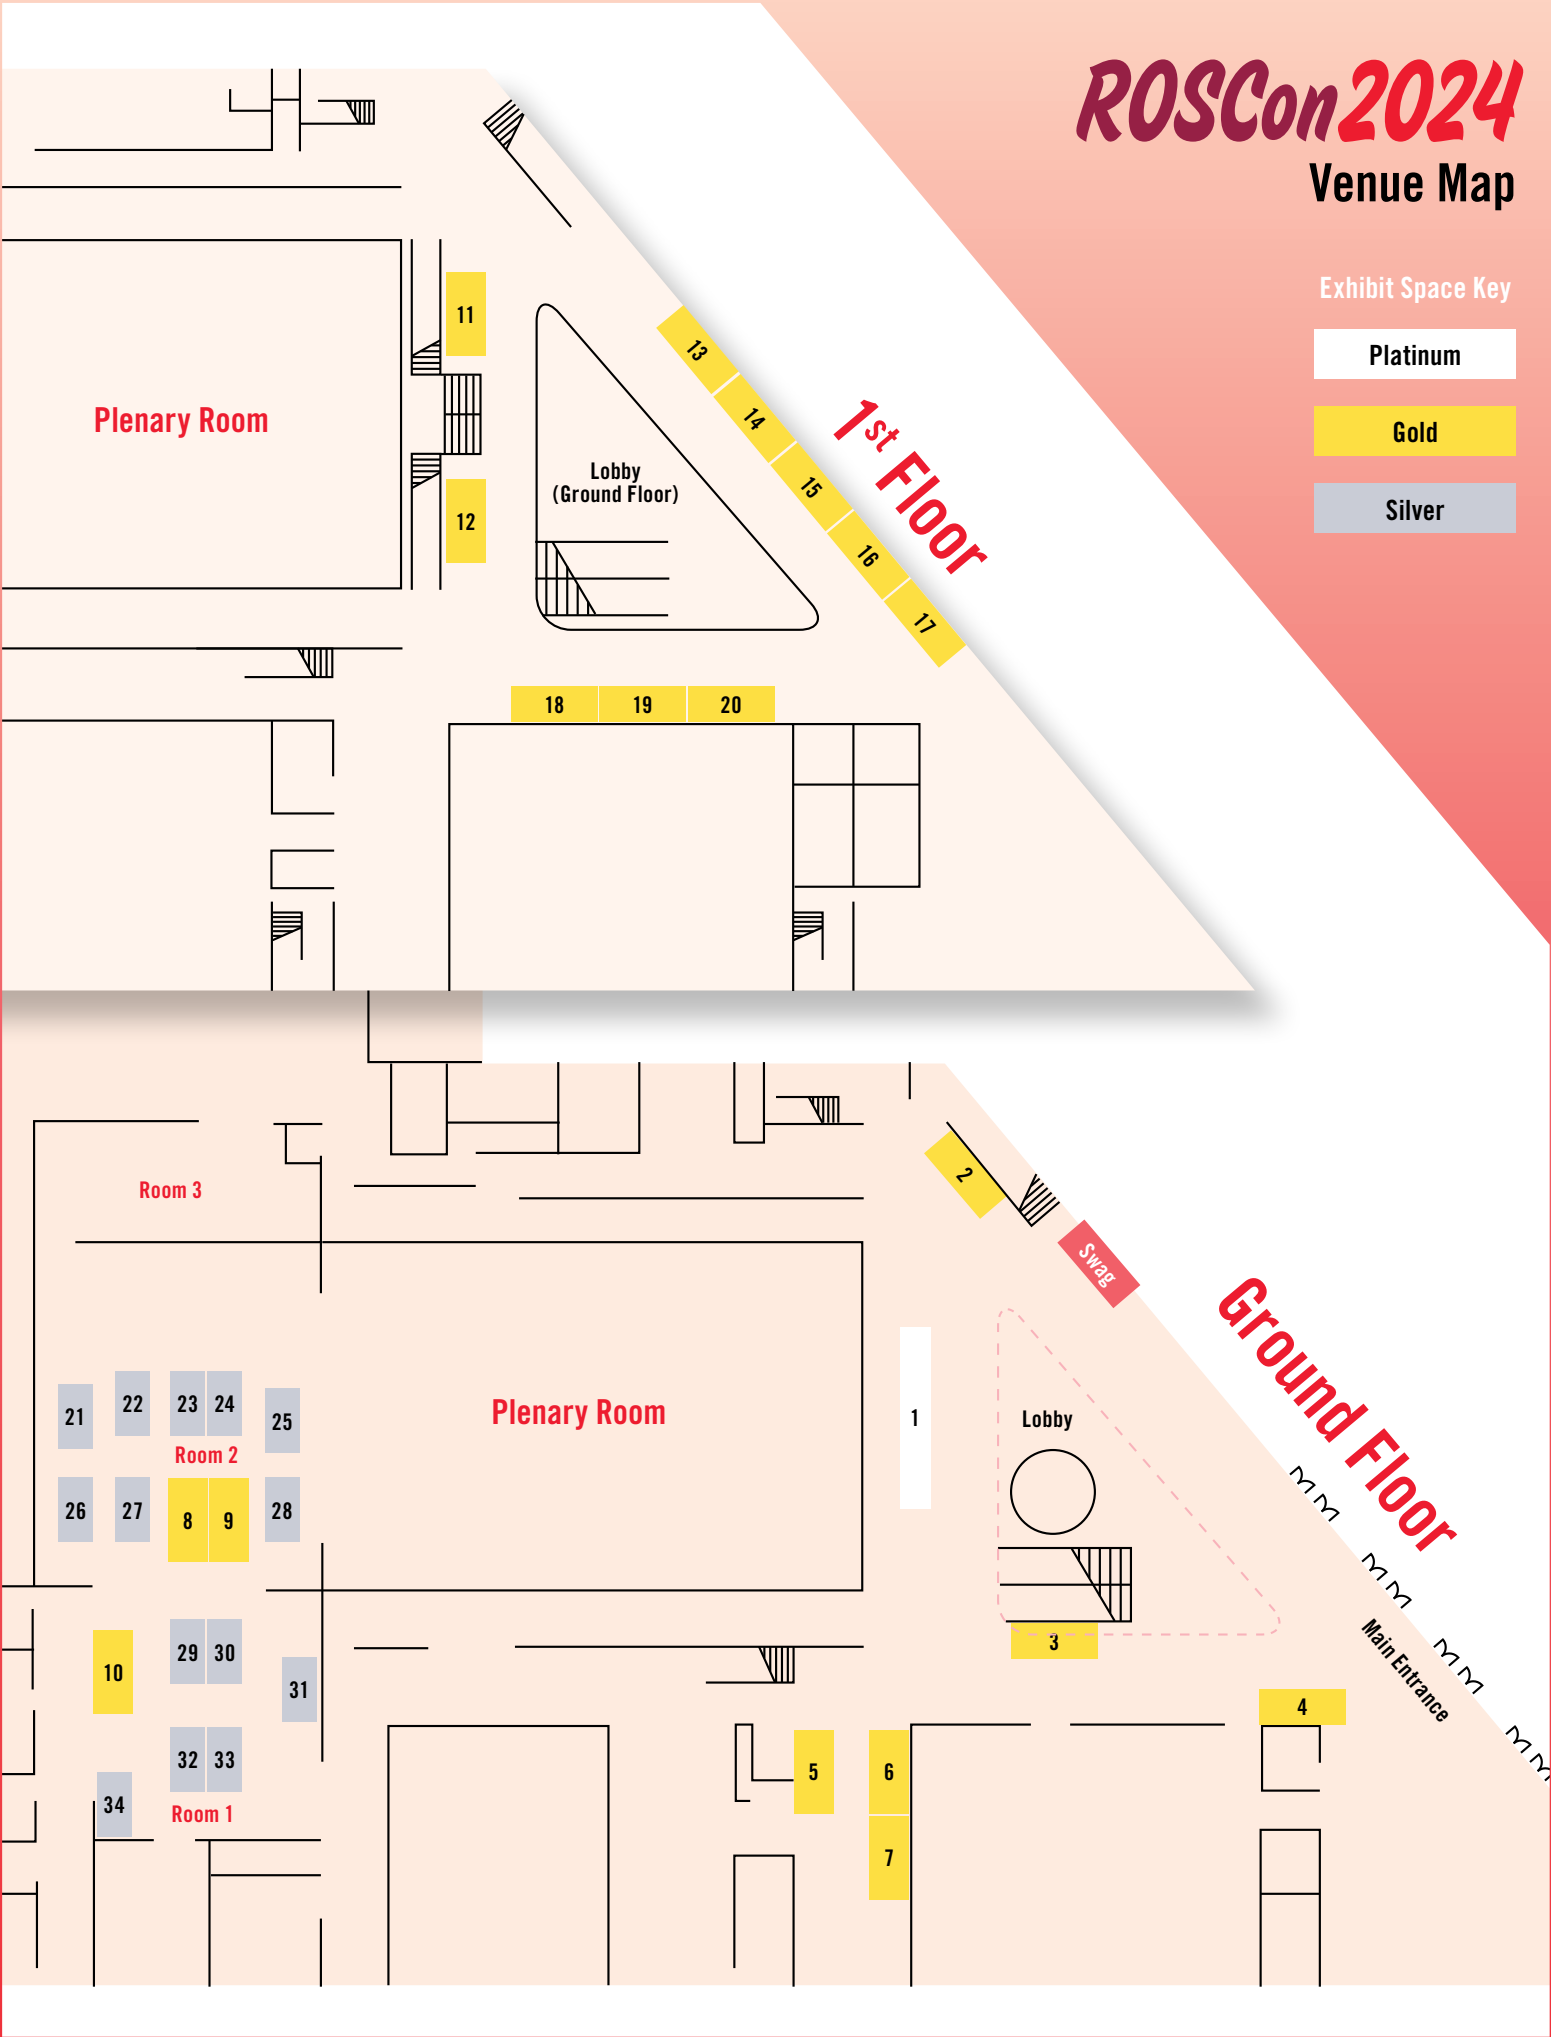 ROSCon2024
Venue Map
Exhibit Space Key
Platinum
Gold
Silver
1st Floor
11
13
14
Plenary Room
Lobby
(Ground Floor)
15
12
16
17
18
19
20
Ground Floor
2
Room 3
Swag
21
22
23
24
25
Plenary Room
1
Lobby
Room 2
26
27
8
9
28
29
30
3
10
31
Main Entrance
4
32
33
5
6
34
Room 1
7